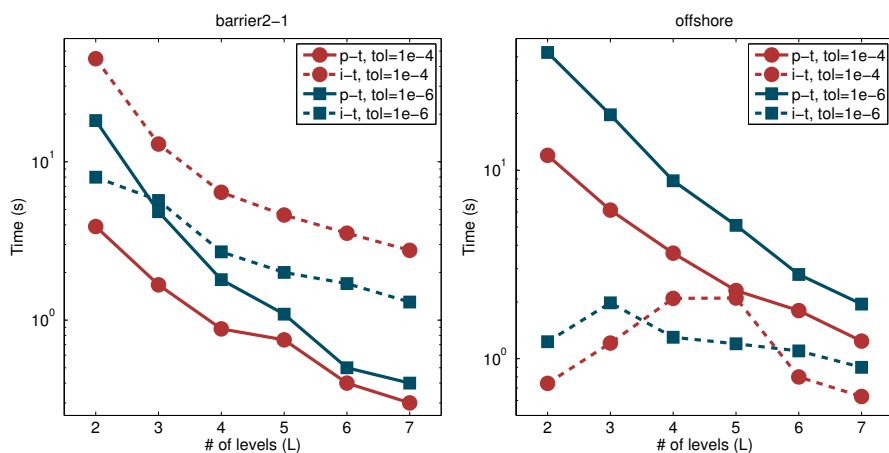 barrier2−1
p−t, tol=1e−4
i−t, tol=1e−4
p−t, tol=1e−6
i−t, tol=1e−6
10^1
10^0
Time (s)
2 3 4 5 6 7
# of levels (L)
offshore
p−t, tol=1e−4
i−t, tol=1e−4
p−t, tol=1e−6
i−t, tol=1e−6
10^1
10^0
Time (s)
2 3 4 5 6 7
# of levels (L)